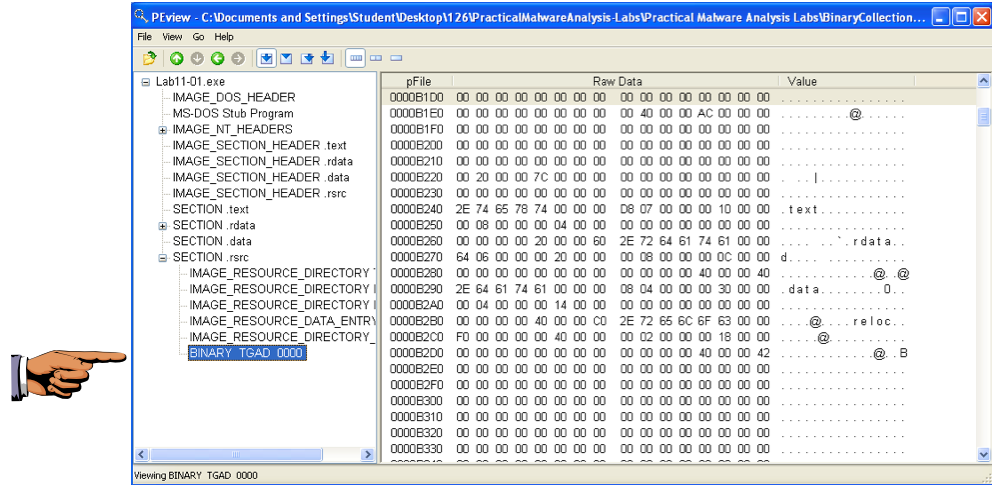 PEview - C:\Documents and Settings\Student\Desktop\126\PracticalMalwareAnalysis-Labs\Practical Malware Analysis Labs\BinaryCollection...
File View Go Help
Lab11-01.exe
IMAGE_DOS_HEADER
MS-DOS Stub Program
IMAGE_NT_HEADERS
IMAGE_SECTION_HEADER .text
IMAGE_SECTION_HEADER .rdata
IMAGE_SECTION_HEADER .data
IMAGE_SECTION_HEADER .rsrc
SECTION .text
SECTION .rdata
SECTION .data
SECTION .rsrc
IMAGE_RESOURCE_DIRECTORY
IMAGE_RESOURCE_DIRECTORY
IMAGE_RESOURCE_DIRECTORY
IMAGE_RESOURCE_DATA_ENTRY
IMAGE_RESOURCE_DIRECTORY_
BINARY TGAD 0000
pFile Raw Data Value
0000B1D0 00 00 00 00 00 00 00 00 00 00 00 00 00 00 00 00 . . . . . . . . . . . . . . . .
0000B1E0 00 00 00 00 00 00 00 00 00 40 00 00 AC 00 00 00 . . . . . . . . . @ . . . . . .
0000B1F0 00 00 00 00 00 00 00 00 00 00 00 00 00 00 00 00 . . . . . . . . . . . . . . . .
0000B200 00 00 00 00 00 00 00 00 00 00 00 00 00 00 00 00 . . . . . . . . . . . . . . . .
0000B210 00 00 00 00 00 00 00 00 00 00 00 00 00 00 00 00 . . . . . . . . . . . . . . . .
0000B220 00 20 00 00 7C 00 00 00 00 00 00 00 00 00 00 00 .   . . | . . . . . . . . . . .
0000B230 00 00 00 00 00 00 00 00 00 00 00 00 00 00 00 00 . . . . . . . . . . . . . . . .
0000B240 2E 74 65 78 74 00 00 00 D8 07 00 00 00 10 00 00 . t e x t . . . . . . . . . . .
0000B250 00 08 00 00 00 04 00 00 00 00 00 00 00 00 00 00 . . . . . . . . . . . . . . . .
0000B260 00 00 00 00 20 00 00 60 2E 72 64 61 74 61 00 00 . . . .   . . ` . r d a t a . .
0000B270 64 06 00 00 00 20 00 00 00 08 00 00 00 0C 00 00 d . . . .   . . . . . . . . . .
0000B280 00 00 00 00 00 00 00 00 00 00 00 00 40 00 00 40 . . . . . . . . . . . . @ . . @
0000B290 2E 64 61 74 61 00 00 00 08 04 00 00 00 30 00 00 . d a t a . . . . . . . . 0 . .
0000B2A0 00 04 00 00 00 14 00 00 00 00 00 00 00 00 00 00 . . . . . . . . . . . . . . . .
0000B2B0 00 00 00 00 40 00 00 C0 2E 72 65 6C 6F 63 00 00 . . . . @ . . . . r e l o c . .
0000B2C0 F0 00 00 00 00 40 00 00 00 02 00 00 00 18 00 00 . . . . . @ . . . . . . . . . .
0000B2D0 00 00 00 00 00 00 00 00 00 00 00 00 40 00 00 42 . . . . . . . . . . . . @ . . B
0000B2E0 00 00 00 00 00 00 00 00 00 00 00 00 00 00 00 00 . . . . . . . . . . . . . . . .
0000B2F0 00 00 00 00 00 00 00 00 00 00 00 00 00 00 00 00 . . . . . . . . . . . . . . . .
0000B300 00 00 00 00 00 00 00 00 00 00 00 00 00 00 00 00 . . . . . . . . . . . . . . . .
0000B310 00 00 00 00 00 00 00 00 00 00 00 00 00 00 00 00 . . . . . . . . . . . . . . . .
0000B320 00 00 00 00 00 00 00 00 00 00 00 00 00 00 00 00 . . . . . . . . . . . . . . . .
0000B330 00 00 00 00 00 00 00 00 00 00 00 00 00 00 00 00 . . . . . . . . . . . . . . . .
Viewing BINARY TGAD 0000